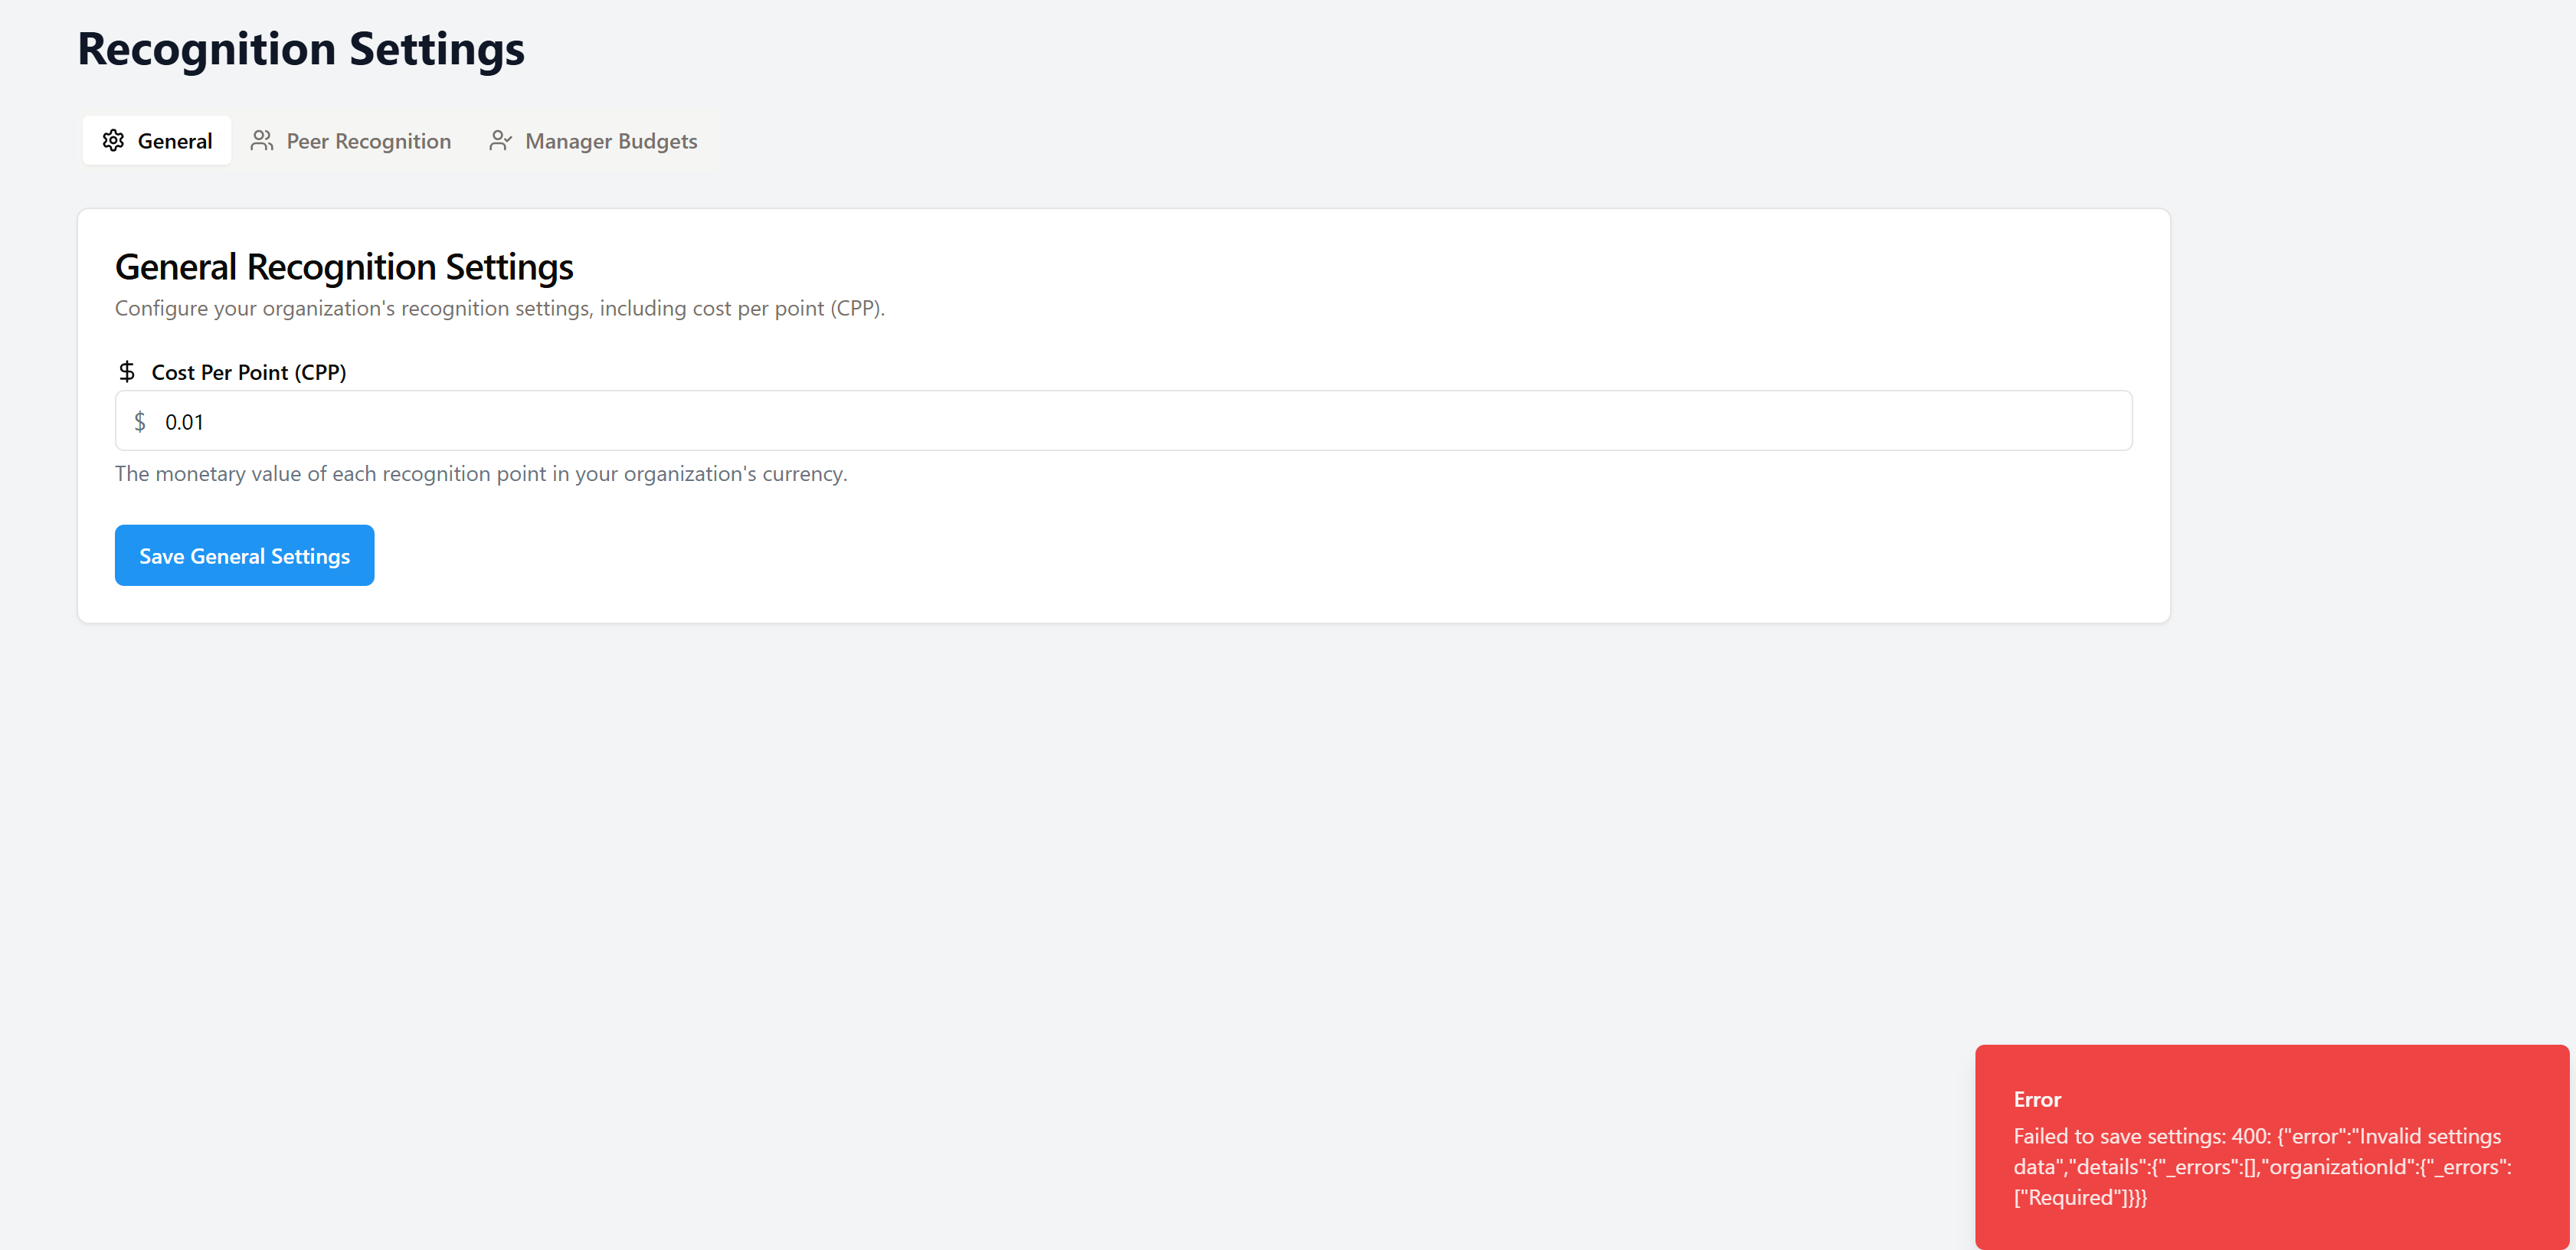 Recognition Settings
General
Peer Recognition
Manager Budgets
General Recognition Settings
Configure your organization's recognition settings, including cost per point (CPP).
Cost Per Point (CPP)
$ 0.01
The monetary value of each recognition point in your organization's currency.
Save General Settings
Error
Failed to save settings: 400: {"error":"Invalid settings
data","details":{"_errors":[],"organizationId":{"_errors":
["Required"]}}}